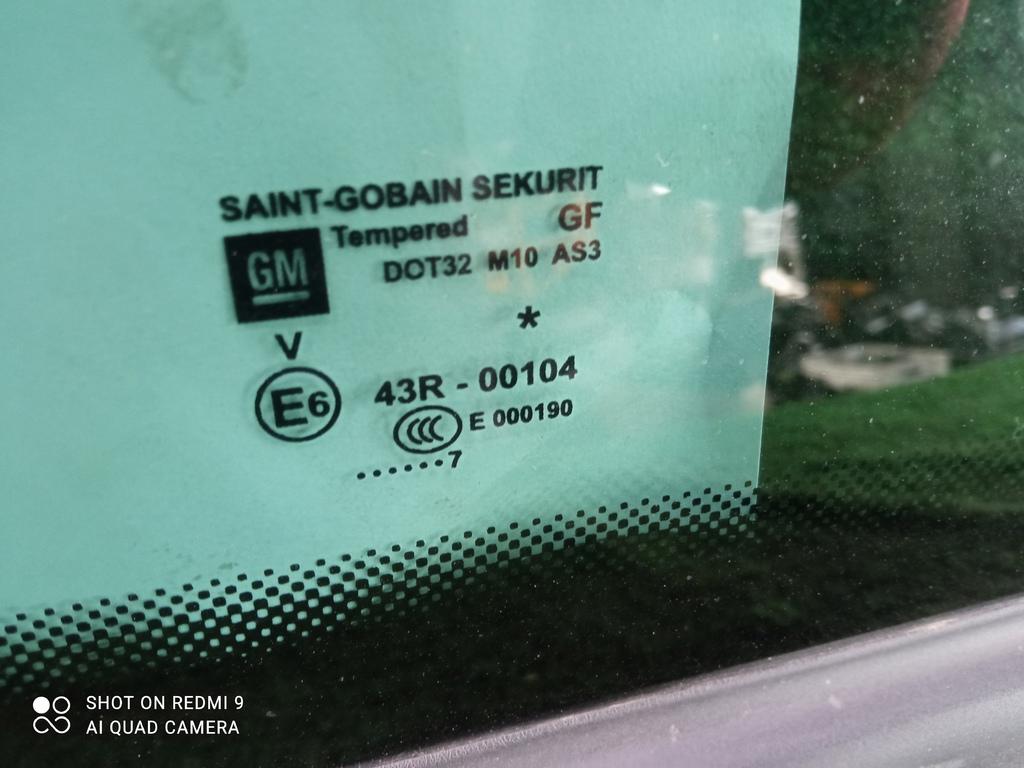 SAINT-GOBAIN SEKURIT
GM
Tempered GF
DOT32 M10 AS3
*
V
E6
43R - 00104
CCC E 000190
.......7
SHOT ON REDMI 9
AI QUAD CAMERA